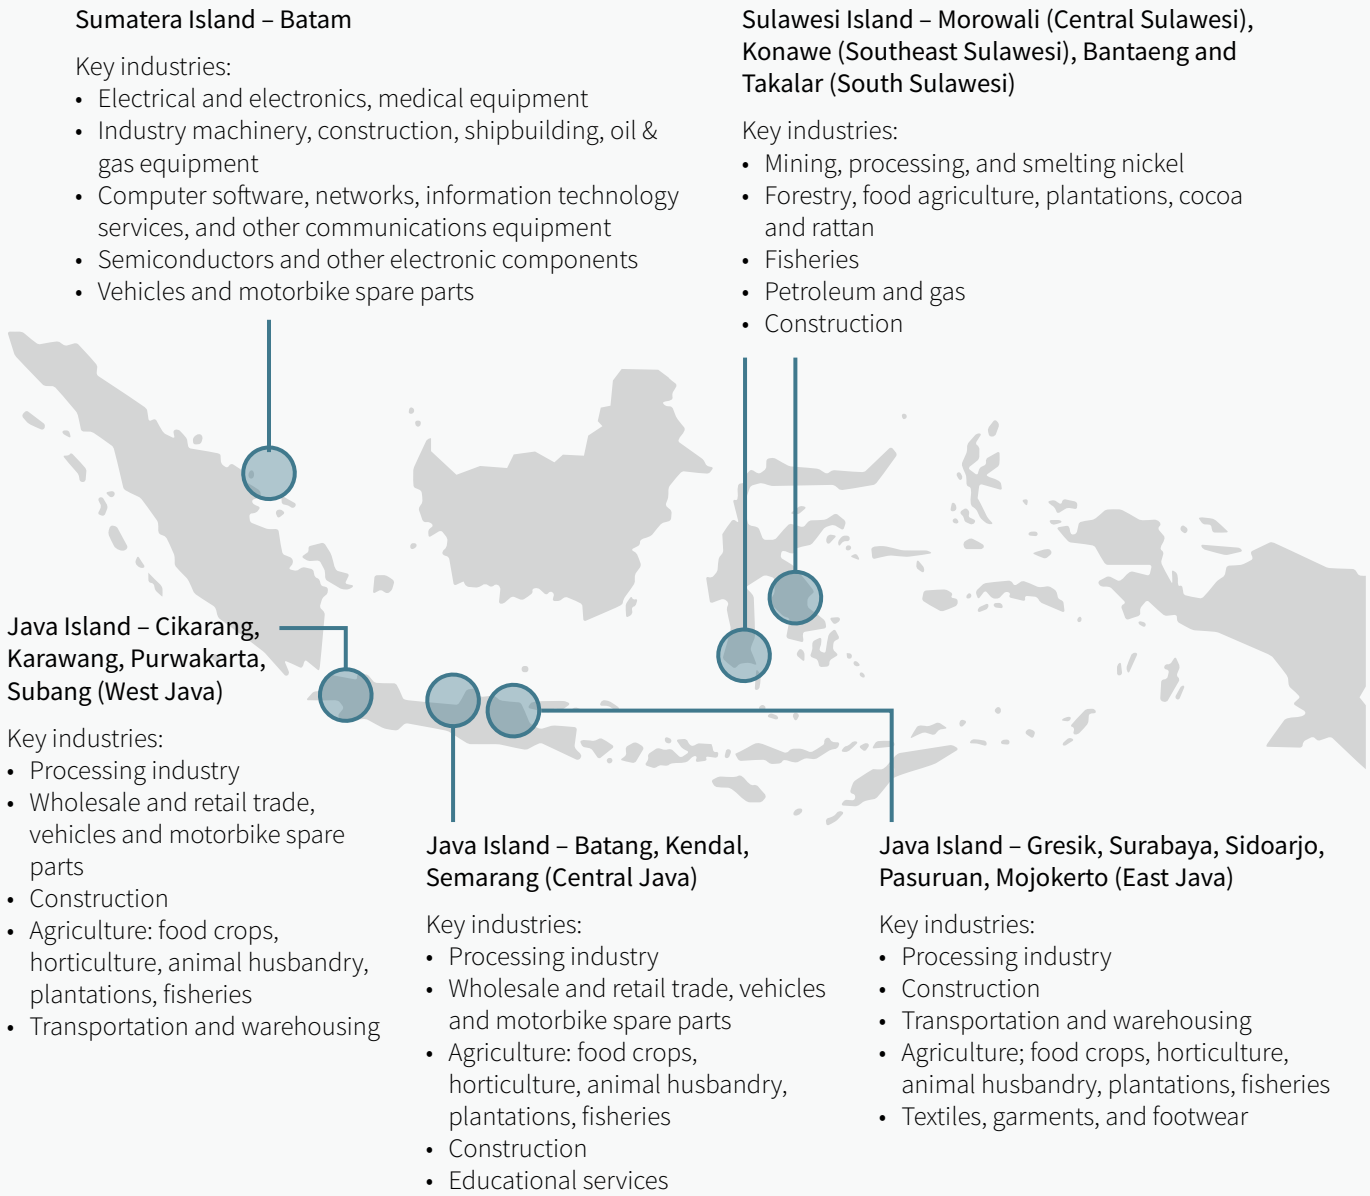 Sumatera Island – Batam
Key industries:
• Electrical and electronics, medical equipment
• Industry machinery, construction, shipbuilding, oil &
gas equipment
• Computer software, networks, information technology
services, and other communications equipment
• Semiconductors and other electronic components
• Vehicles and motorbike spare parts
Sulawesi Island – Morowali (Central Sulawesi),
Konawe (Southeast Sulawesi), Bantaeng and
Takalar (South Sulawesi)
Key industries:
• Mining, processing, and smelting nickel
• Forestry, food agriculture, plantations, cocoa
and rattan
• Fisheries
• Petroleum and gas
• Construction
Java Island – Cikarang,
Karawang, Purwakarta,
Subang (West Java)
Key industries:
• Processing industry
• Wholesale and retail trade,
vehicles and motorbike spare
parts
• Construction
• Agriculture: food crops,
horticulture, animal husbandry,
plantations, fisheries
• Transportation and warehousing
Java Island – Batang, Kendal,
Semarang (Central Java)
Key industries:
• Processing industry
• Wholesale and retail trade, vehicles
and motorbike spare parts
• Agriculture: food crops,
horticulture, animal husbandry,
plantations, fisheries
• Construction
• Educational services
Java Island – Gresik, Surabaya, Sidoarjo,
Pasuruan, Mojokerto (East Java)
Key industries:
• Processing industry
• Construction
• Transportation and warehousing
• Agriculture; food crops, horticulture,
animal husbandry, plantations, fisheries
• Textiles, garments, and footwear